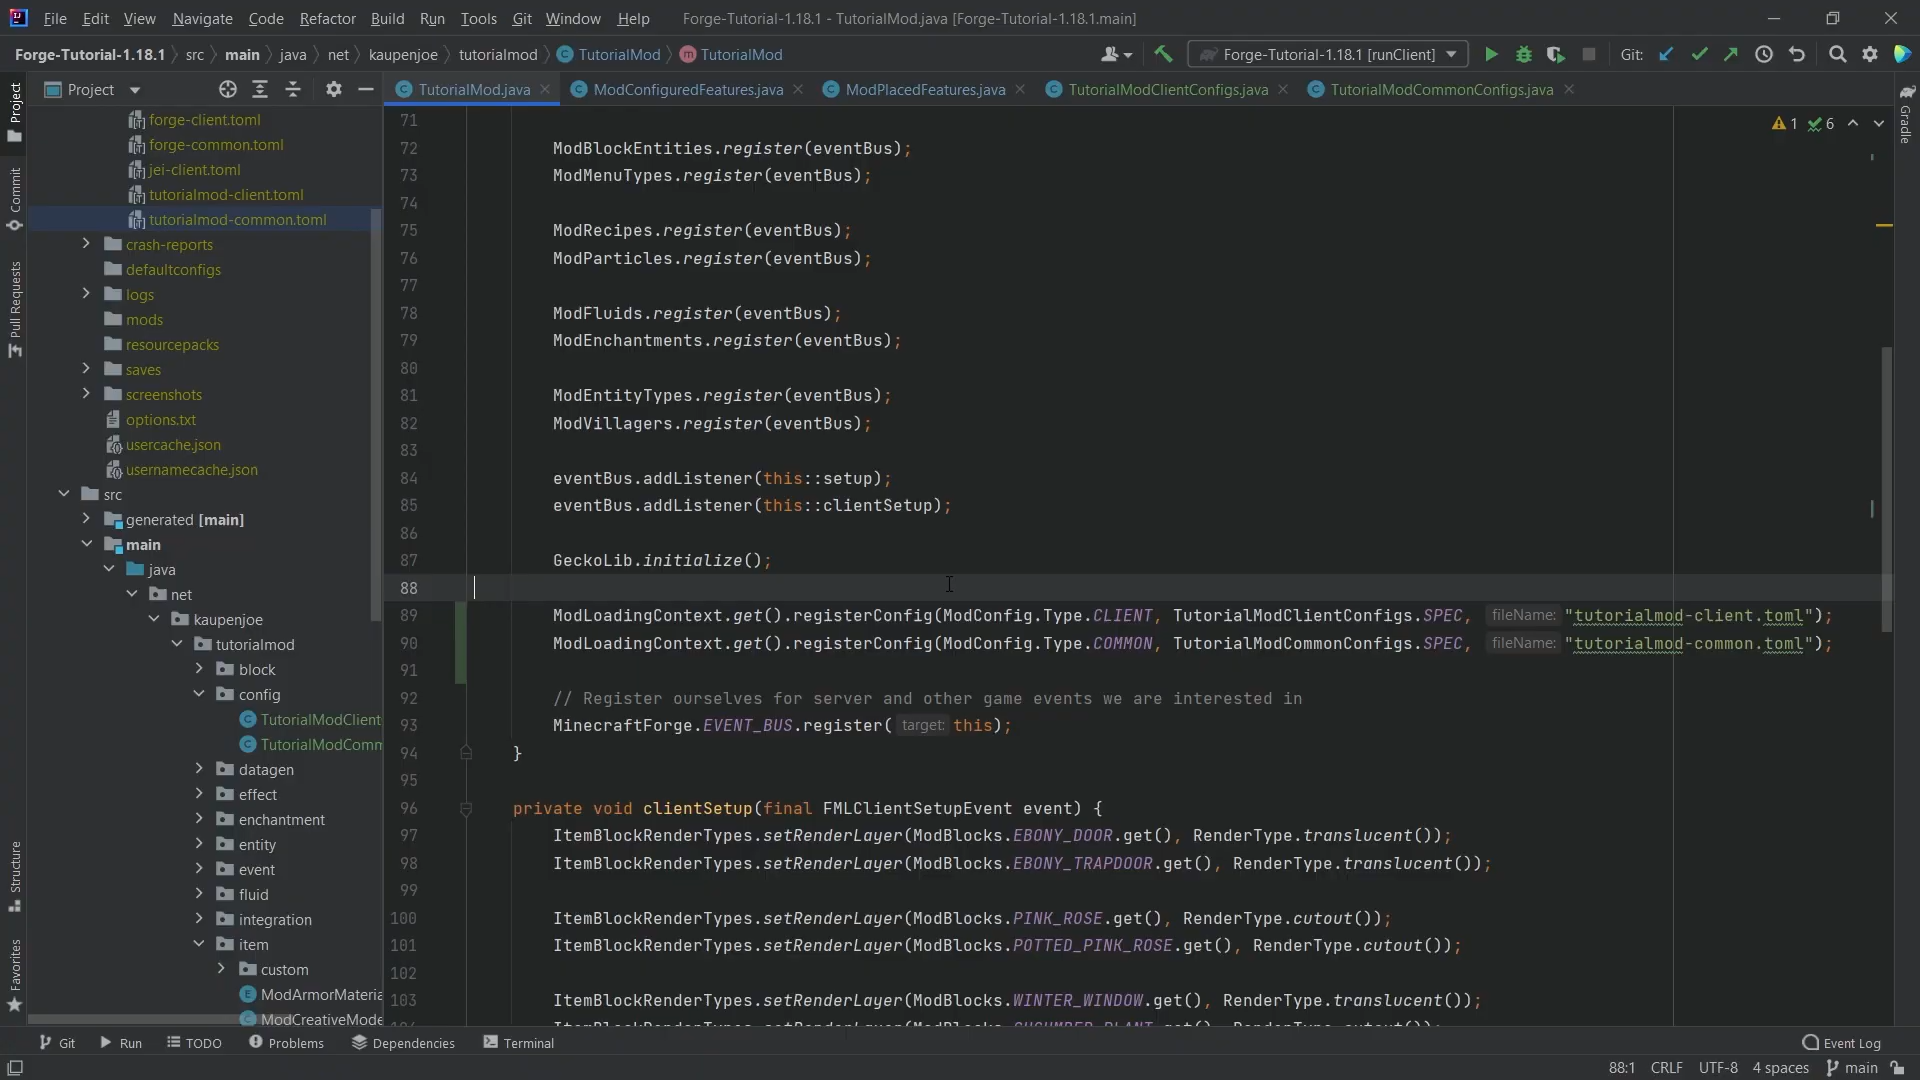 File Edit View Navigate Code Refactor Build Run Tools Git Window Help Forge-Tutorial-1.18.1 - TutorialMod.java [Forge-Tutorial-1.18.1.main]
Forge-Tutorial-1.18.1 src main java net kaupenjoe tutorialmod TutorialMod TutorialMod Forge-Tutorial-1.18.1 [runClient] Git:
Project
TutorialMod.java ModConfiguredFeatures.java ModPlacedFeatures.java TutorialModClientConfigs.java TutorialModCommonConfigs.java
Project
Commit
Pull Requests
Structure
Favorites
Gradle
1 6
forge-client.toml
forge-common.toml
jei-client.toml
tutorialmod-client.toml
tutorialmod-common.toml
crash-reports
defaultconfigs
logs
mods
resourcepacks
saves
screenshots
options.txt
usercache.json
usernamecache.json
src
generated [main]
main
java
net
kaupenjoe
tutorialmod
block
config
TutorialModClient
TutorialModComm
datagen
effect
enchantment
entity
event
fluid
integration
item
custom
ModArmorMateria
ModCreativeMode
71
72 ModBlockEntities.register(eventBus);
73 ModMenuTypes.register(eventBus);
74
75 ModRecipes.register(eventBus);
76 ModParticles.register(eventBus);
77
78 ModFluids.register(eventBus);
79 ModEnchantments.register(eventBus);
80
81 ModEntityTypes.register(eventBus);
82 ModVillagers.register(eventBus);
83
84 eventBus.addListener(this::setup);
85 eventBus.addListener(this::clientSetup);
86
87 GeckoLib.initialize();
88
89 ModLoadingContext.get().registerConfig(ModConfig.Type.CLIENT, TutorialModClientConfigs.SPEC, fileName: "tutorialmod-client.toml");
90 ModLoadingContext.get().registerConfig(ModConfig.Type.COMMON, TutorialModCommonConfigs.SPEC, fileName: "tutorialmod-common.toml");
91
92 // Register ourselves for server and other game events we are interested in
93 MinecraftForge.EVENT_BUS.register( target: this);
94 }
95
96 private void clientSetup(final FMLClientSetupEvent event) {
97 ItemBlockRenderTypes.setRenderLayer(ModBlocks.EBONY_DOOR.get(), RenderType.translucent());
98 ItemBlockRenderTypes.setRenderLayer(ModBlocks.EBONY_TRAPDOOR.get(), RenderType.translucent());
99
100 ItemBlockRenderTypes.setRenderLayer(ModBlocks.PINK_ROSE.get(), RenderType.cutout());
101 ItemBlockRenderTypes.setRenderLayer(ModBlocks.POTTED_PINK_ROSE.get(), RenderType.cutout());
102
103 ItemBlockRenderTypes.setRenderLayer(ModBlocks.WINTER_WINDOW.get(), RenderType.translucent());
Git Run TODO Problems Dependencies Terminal Event Log
88:1 CRLF UTF-8 4 spaces main